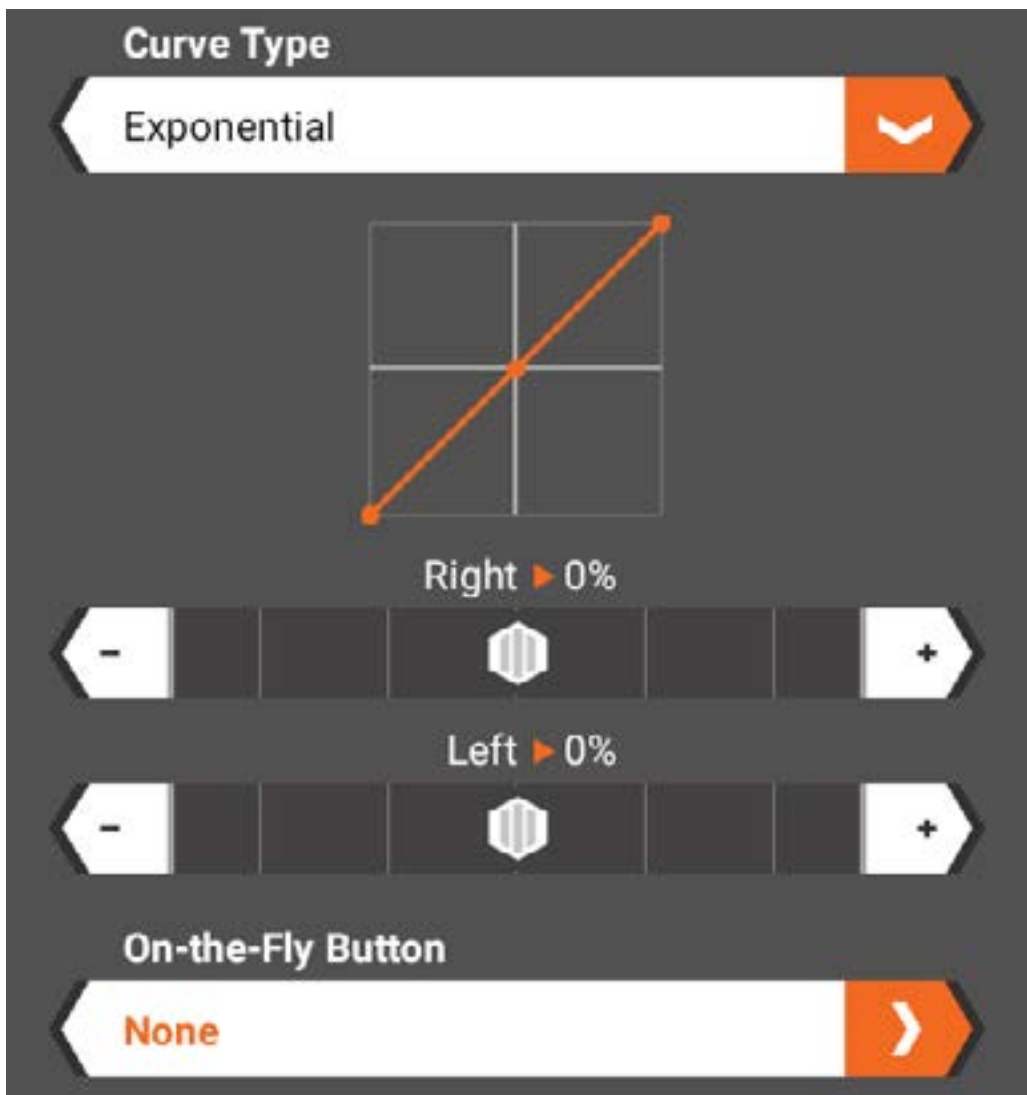 Curve Type
Exponential
Right ▶ 0%
-
+
Left ▶ 0%
-
+
On-the-Fly Button
None